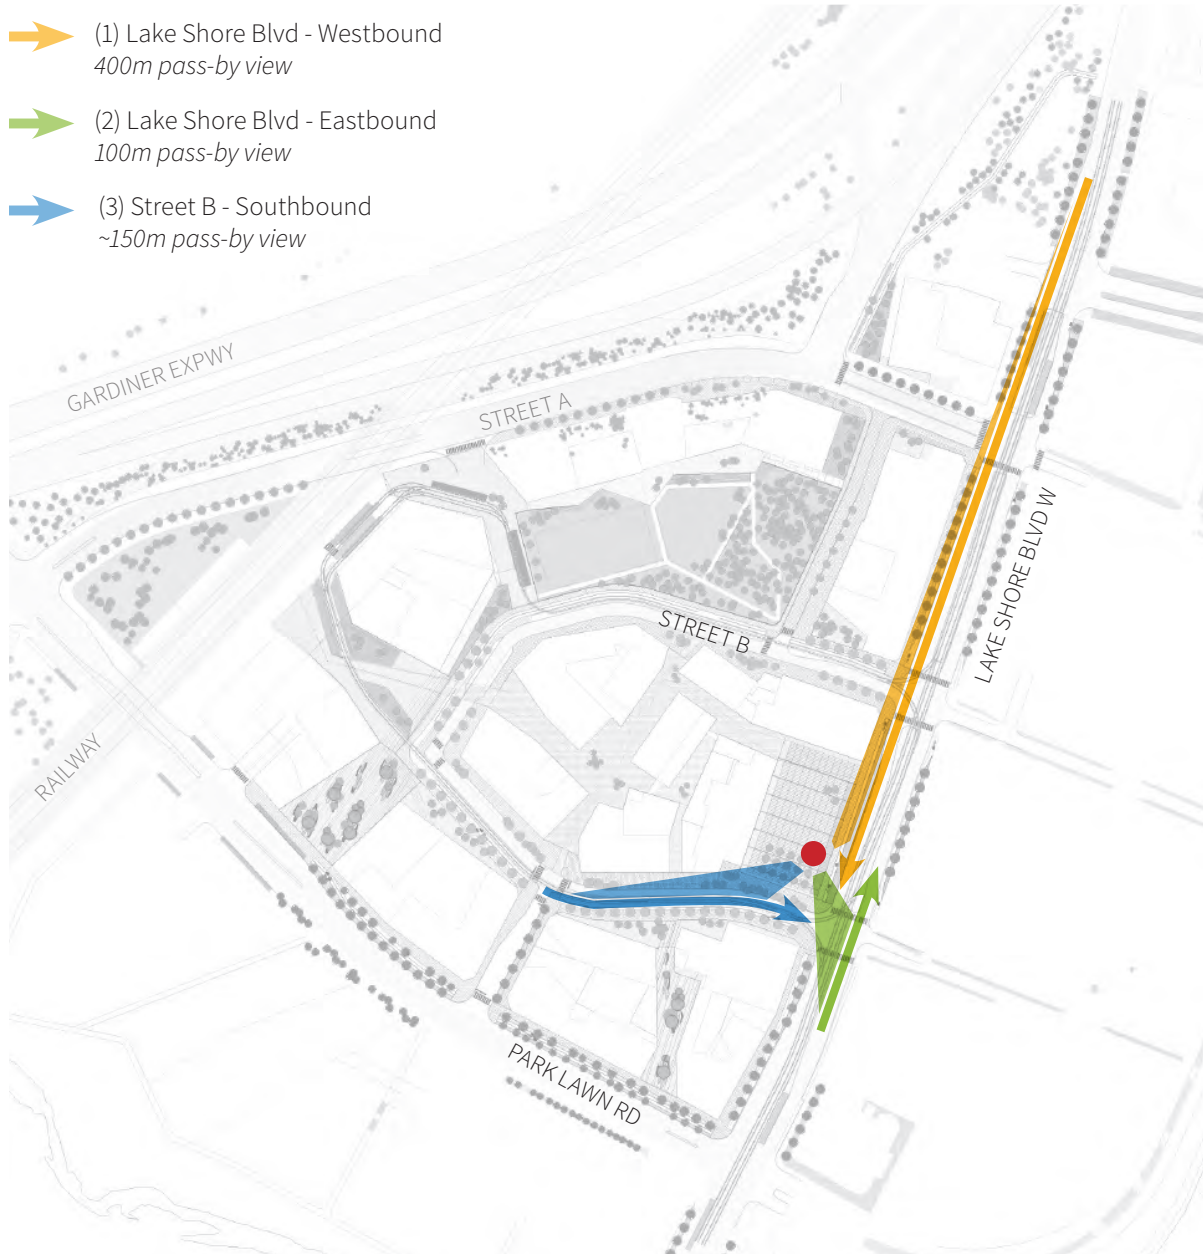 (1) Lake Shore Blvd - Westbound
400m pass-by view
(2) Lake Shore Blvd - Eastbound
100m pass-by view
(3) Street B - Southbound
~150m pass-by view
GARDINER EXPWY
STREET A
LAKE SHORE BLVD W
STREET B
RAILWAY
PARK LAWN RD